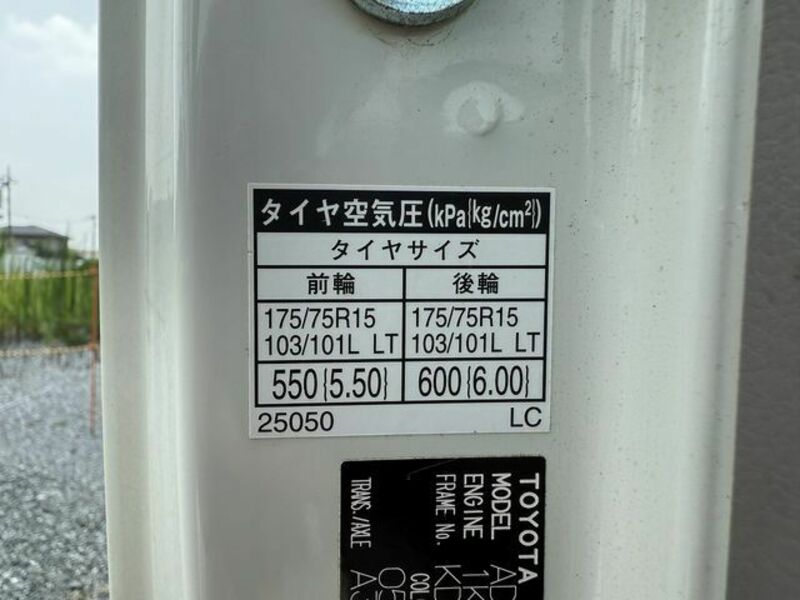 タイヤ空気圧(kPa{kg/cm²})
タイヤサイズ
前輪 後輪
175/75R15 175/75R15
103/101L LT 103/101L LT
550{5.50} 600{6.00}
25050 LC
TOYOTA
MODEL
ENGINE 1K
FRAME No. KD
TRANS./AXLE